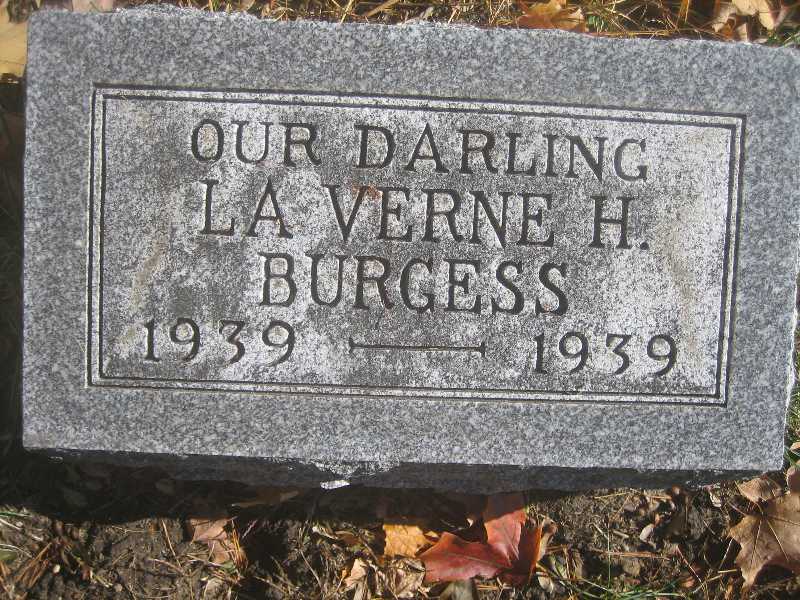 OUR DARLING
LA VERNE H.
BURGESS
1939 — 1939